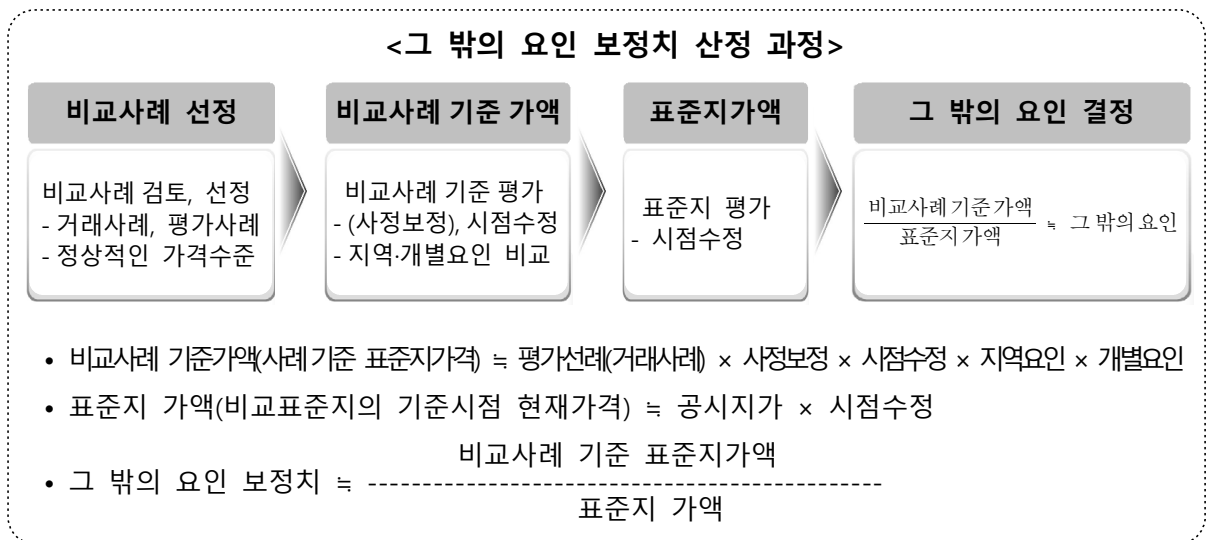 <그 밖의 요인 보정치 산정 과정>
비교사례 선정
비교사례 검토, 선정
- 거래사례, 평가사례
- 정상적인 가격수준
비교사례 기준 가액
비교사례 기준 평가
- (사정보정), 시점수정
- 지역·개별요인 비교
표준지가액
표준지 평가
- 시점수정
그 밖의 요인 결정
비교사례기준가액
표준지가액
≒ 그밖의요인
• 비교사례 기준가액(사례기준 표준지가격) ≒ 평가선례(거래사례) × 사정보정 × 시점수정 × 지역요인 × 개별요인
• 표준지 가액(비교표준지의 기준시점 현재가격) ≒ 공시지가 × 시점수정
비교사례 기준 표준지가액
• 그 밖의 요인 보정치 ≒ -----------------------------------------------
표준지 가액